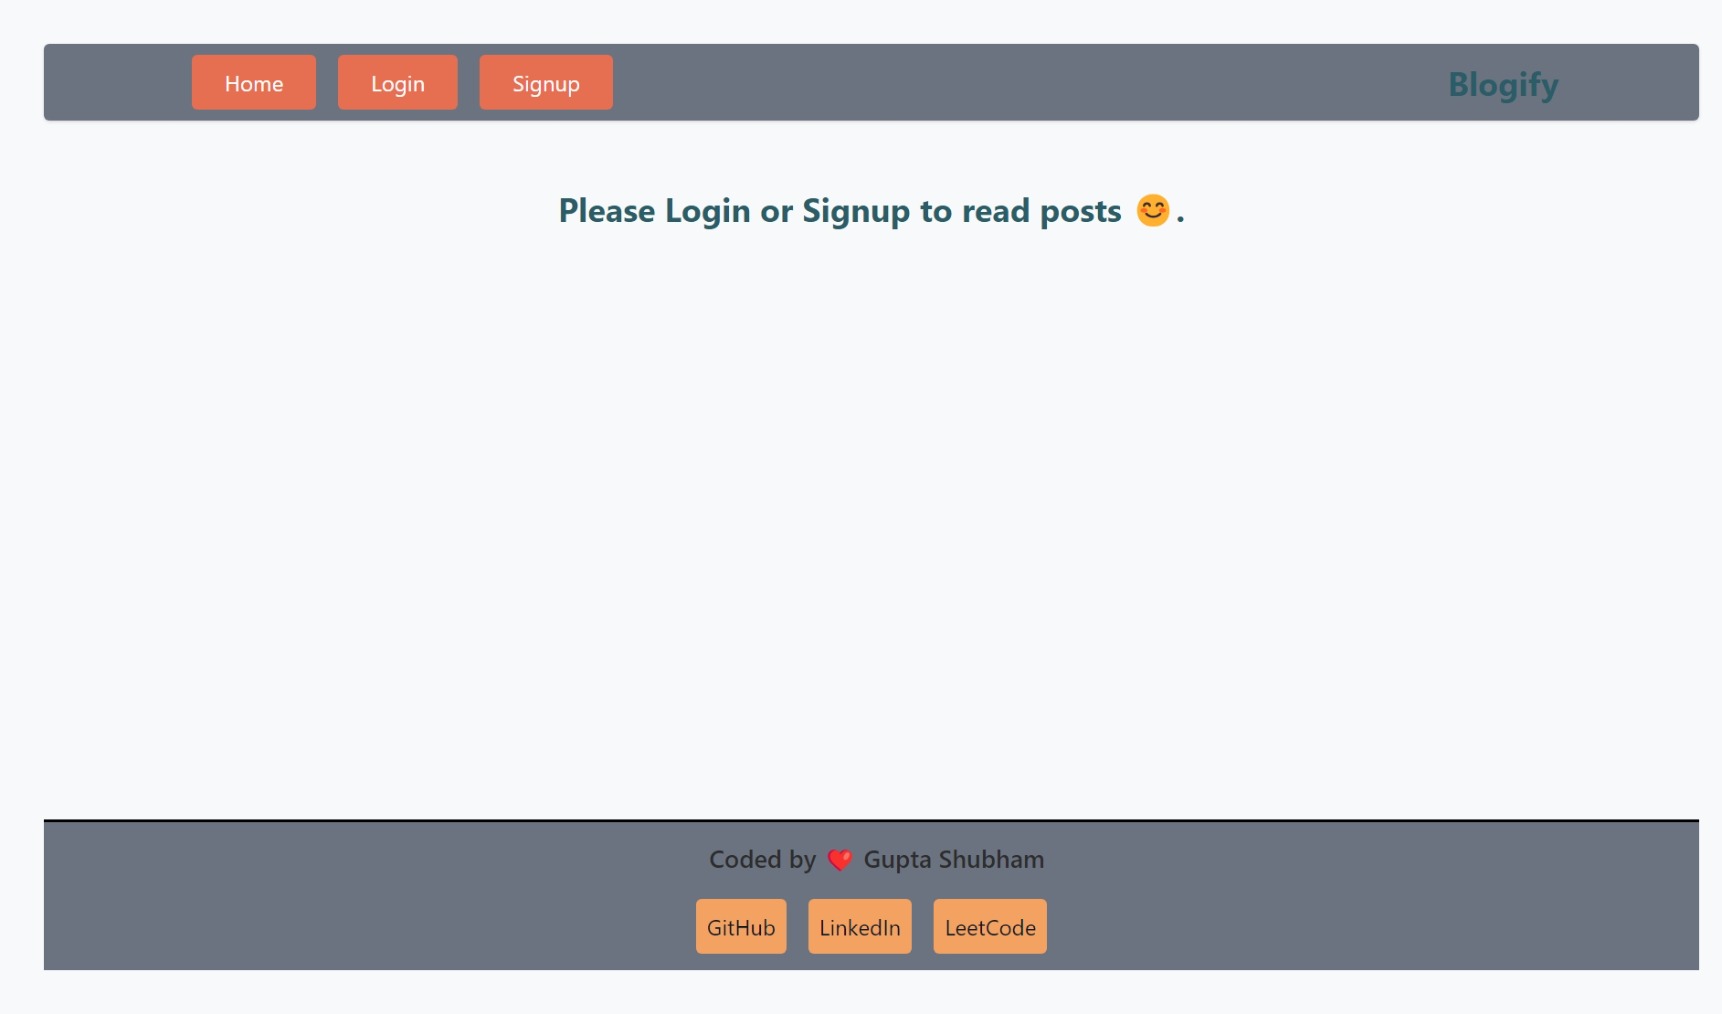 Home Login Signup Blogify
Please Login or Signup to read posts 😊.
Coded by ❤️ Gupta Shubham
GitHub LinkedIn LeetCode